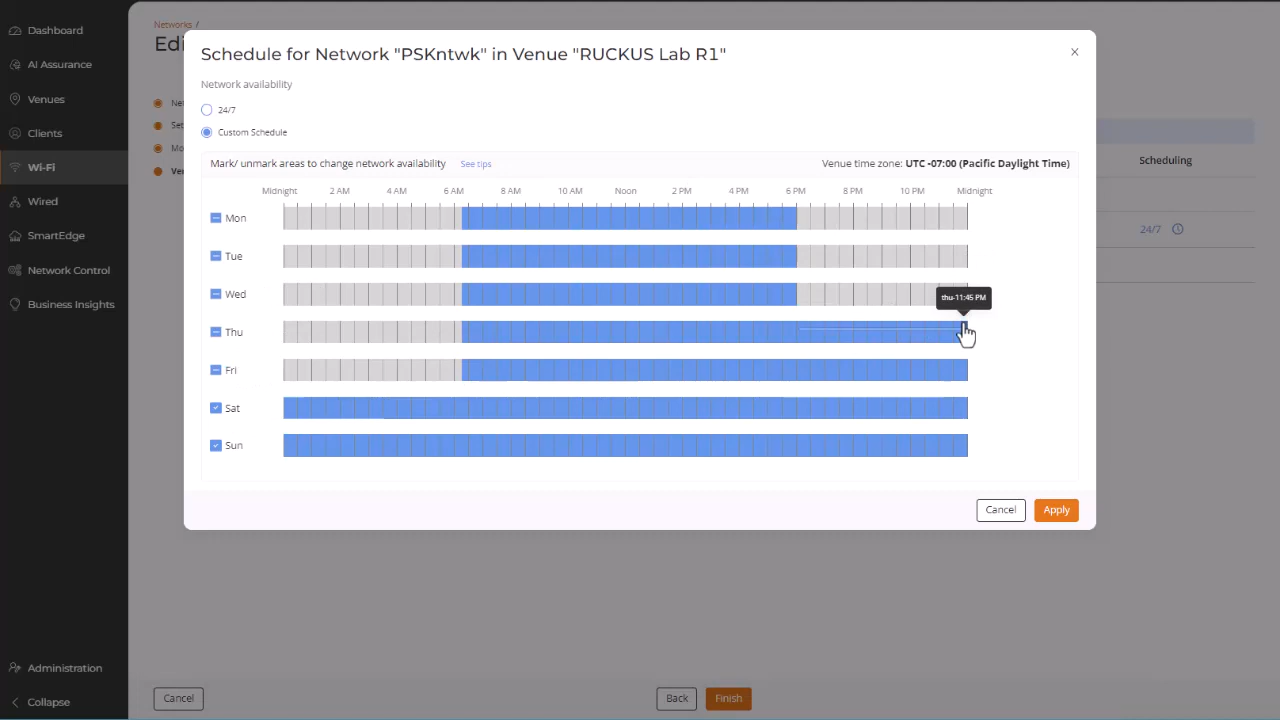 Dashboard
AI Assurance
Venues
Clients
Wi-Fi
Wired
SmartEdge
Network Control
Business Insights
Administration
Collapse
Networks /
Schedule for Network "PSKntwk" in Venue "RUCKUS Lab R1"
Network availability
24/7
Custom Schedule
Mark/ unmark areas to change network availability See tips Venue time zone: UTC -07:00 (Pacific Daylight Time)
Midnight 2 AM 4 AM 6 AM 8 AM 10 AM Noon 2 PM 4 PM 6 PM 8 PM 10 PM Midnight
Mon
Tue
Wed
thu-11:45 PM
Thu
Fri
Sat
Sun
Cancel Apply
Scheduling
24/7
Cancel Back Finish